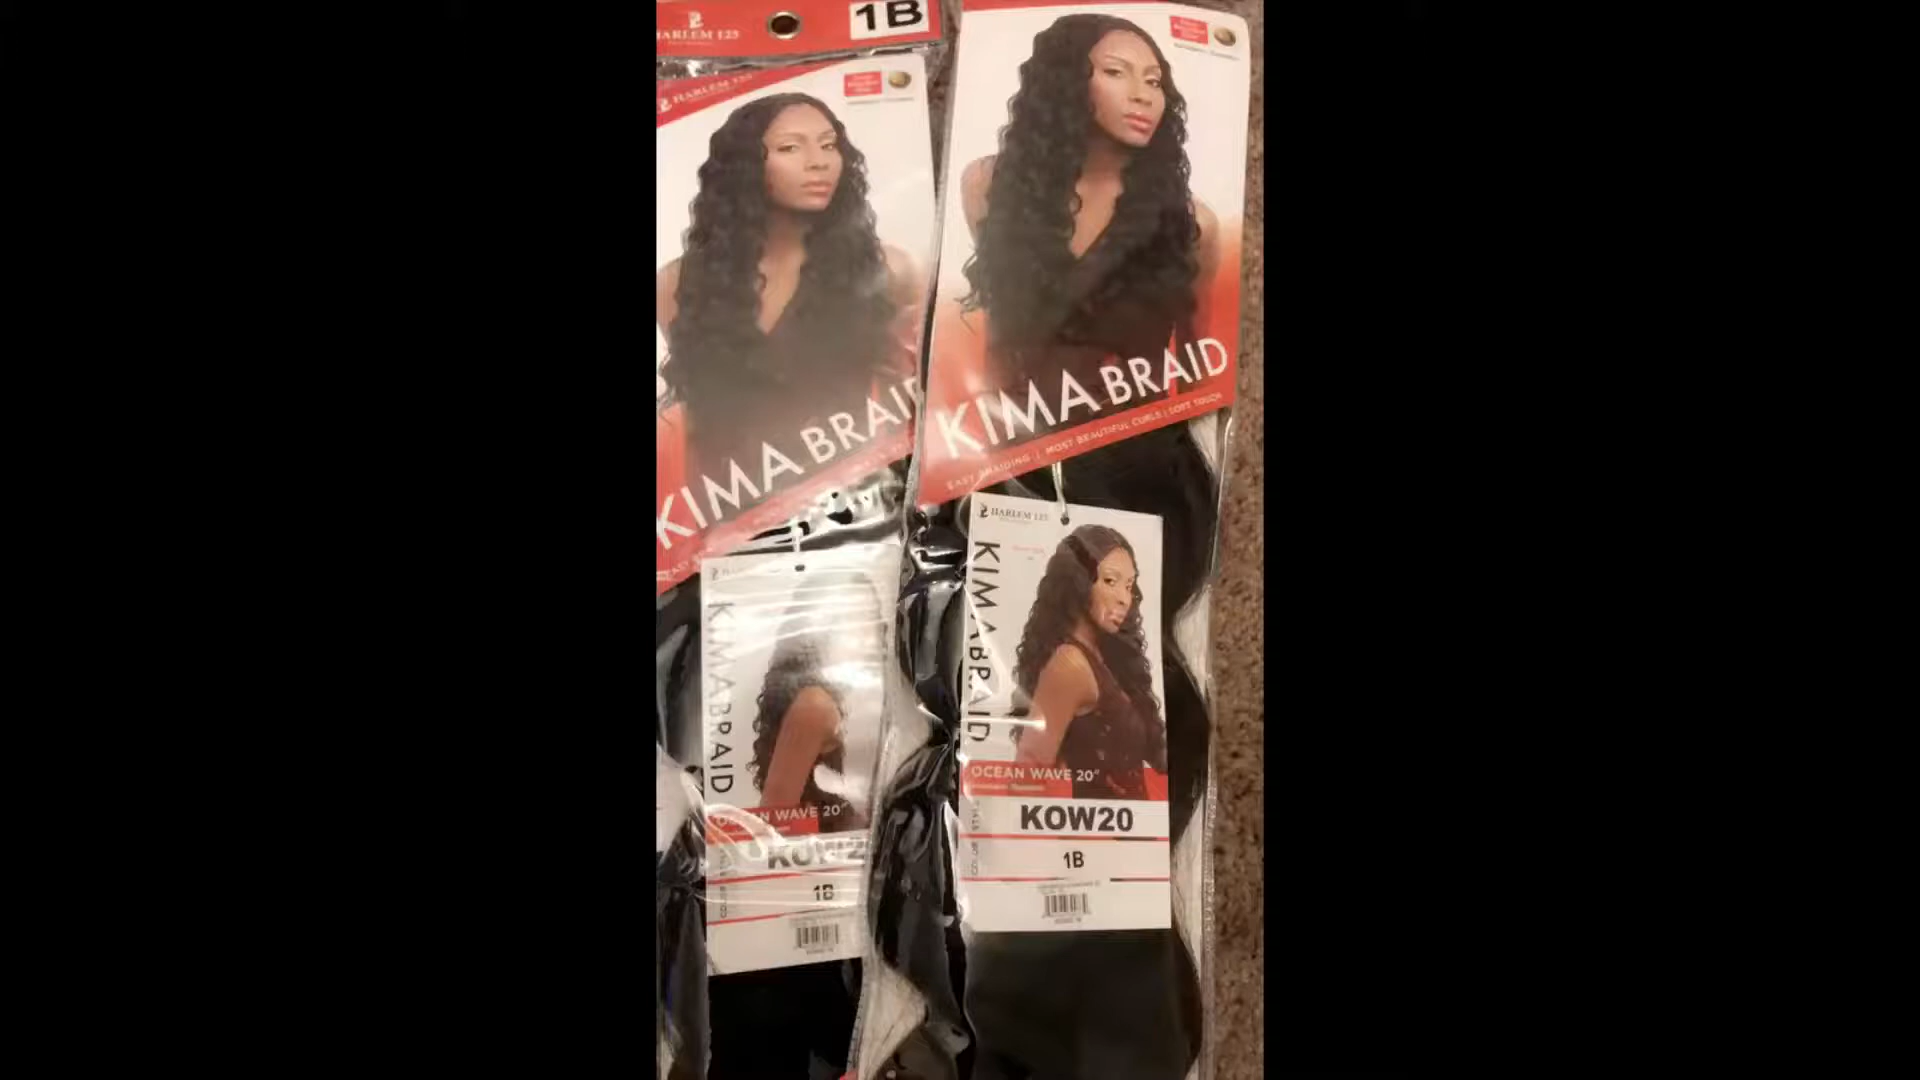 HARLEM 125
1B
HARLEM 125
KIMA BRAID
KIMA BRAID
EASY BRAIDING | MOST BEAUTIFUL CURLS | SOFT TOUCH
KIMA BRAID
OCEAN WAVE 20"
1B
HARLEM 125
KIMA BRAID
OCEAN WAVE 20"
KOW20
1B